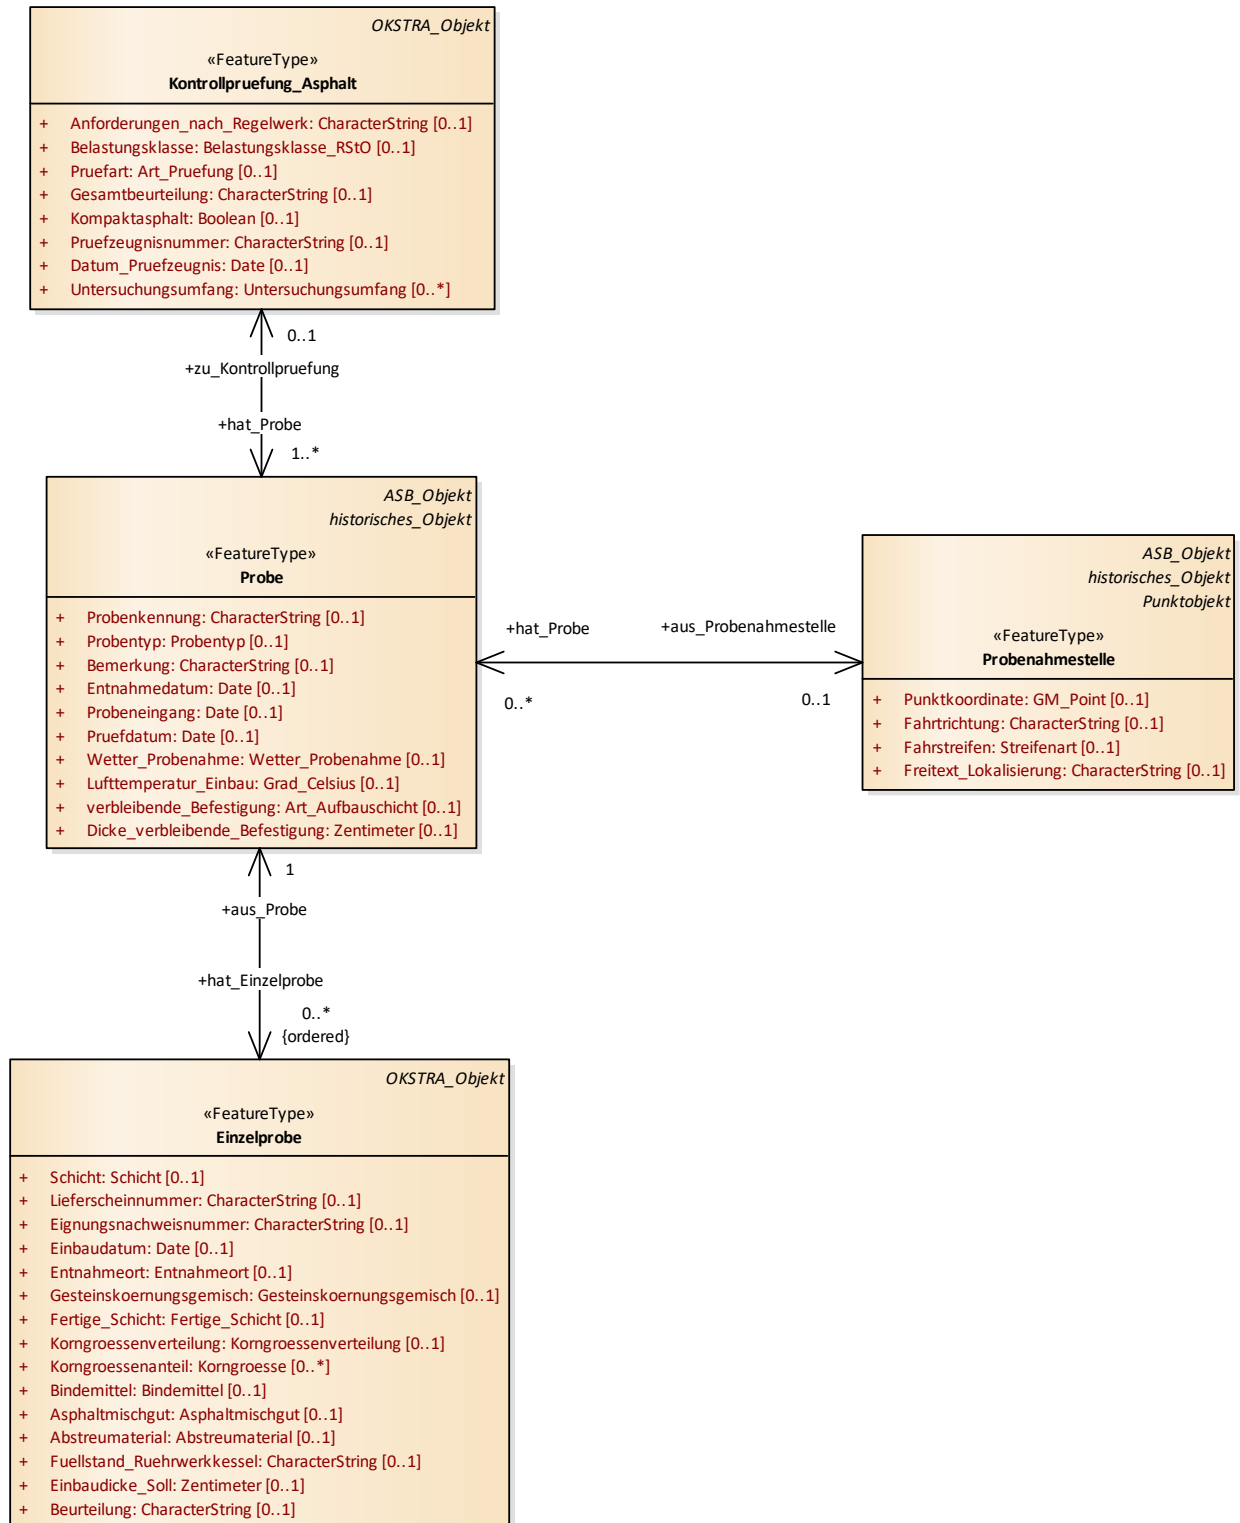 OKSTRA_Objekt
«FeatureType»
Kontrollpruefung_Asphalt
+ Anforderungen_nach_Regelwerk: CharacterString [0..1]
+ Belastungsklasse: Belastungsklasse_RStO [0..1]
+ Pruefart: Art_Pruefung [0..1]
+ Gesamtbeurteilung: CharacterString [0..1]
+ Kompaktasphalt: Boolean [0..1]
+ Pruefzeugnisnummer: CharacterString [0..1]
+ Datum_Pruefzeugnis: Date [0..1]
+ Untersuchungsumfang: Untersuchungsumfang [0..*]
0..1
+zu_Kontrollpruefung
+hat_Probe
1..*
ASB_Objekt
historisches_Objekt
«FeatureType»
Probe
+ Probenkennung: CharacterString [0..1]
+ Probentyp: Probentyp [0..1]
+ Bemerkung: CharacterString [0..1]
+ Entnahmedatum: Date [0..1]
+ Probeneingang: Date [0..1]
+ Pruefdatum: Date [0..1]
+ Wetter_Probenahme: Wetter_Probenahme [0..1]
+ Lufttemperatur_Einbau: Grad_Celsius [0..1]
+ verbleibende_Befestigung: Art_Aufbauschicht [0..1]
+ Dicke_verbleibende_Befestigung: Zentimeter [0..1]
+hat_Probe
+aus_Probenahmestelle
0..*
0..1
ASB_Objekt
historisches_Objekt
Punktobjekt
«FeatureType»
Probenahmestelle
+ Punktkoordinate: GM_Point [0..1]
+ Fahrtrichtung: CharacterString [0..1]
+ Fahrstreifen: Streifenart [0..1]
+ Freitext_Lokalisierung: CharacterString [0..1]
1
+aus_Probe
+hat_Einzelprobe
0..*
{ordered}
OKSTRA_Objekt
«FeatureType»
Einzelprobe
+ Schicht: Schicht [0..1]
+ Lieferscheinnummer: CharacterString [0..1]
+ Eignungsnachweisnummer: CharacterString [0..1]
+ Einbaudatum: Date [0..1]
+ Entnahmeort: Entnahmeort [0..1]
+ Gesteinskoernungsgemisch: Gesteinskoernungsgemisch [0..1]
+ Fertige_Schicht: Fertige_Schicht [0..1]
+ Korngroessenverteilung: Korngroessenverteilung [0..1]
+ Korngroessenanteil: Korngroesse [0..*]
+ Bindemittel: Bindemittel [0..1]
+ Asphaltmischgut: Asphaltmischgut [0..1]
+ Abstreumaterial: Abstreumaterial [0..1]
+ Fuellstand_Ruehrwerkkessel: CharacterString [0..1]
+ Einbaudicke_Soll: Zentimeter [0..1]
+ Beurteilung: CharacterString [0..1]